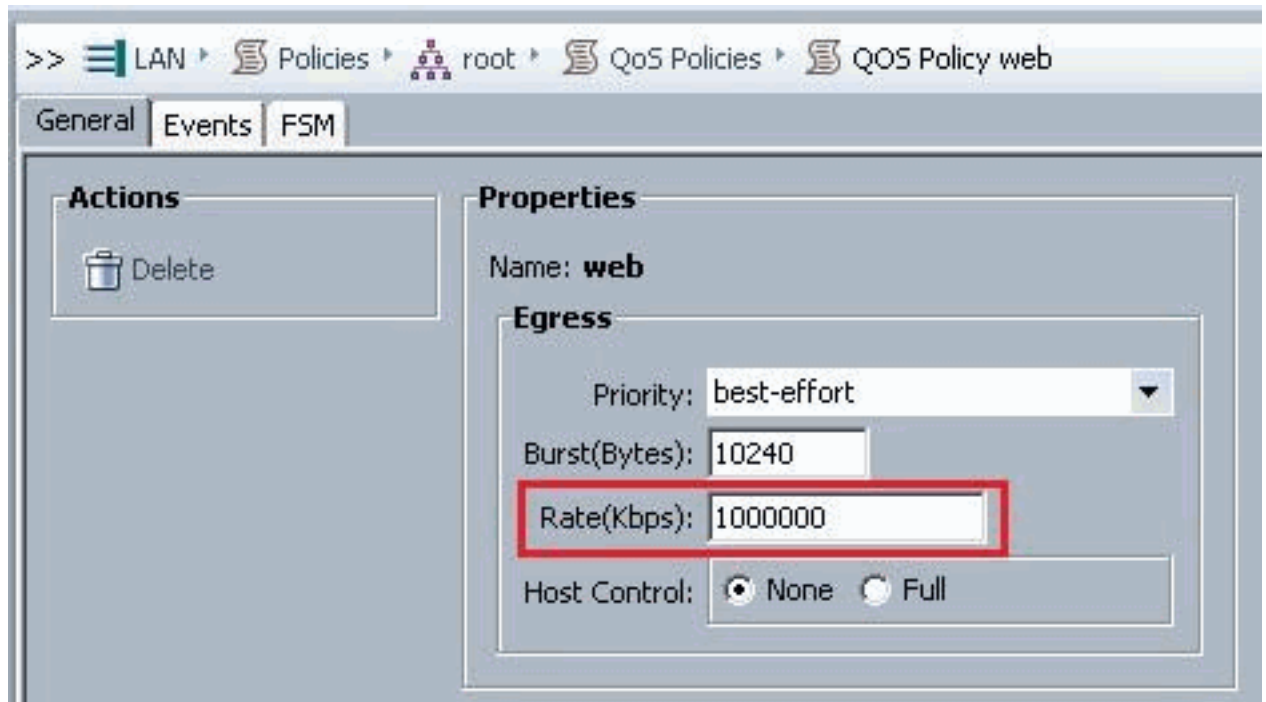 >> LAN Policies root QoS Policies QOS Policy web
General Events FSM
Actions
Delete
Properties
Name: web
Egress
Priority: best-effort
Burst(Bytes): 10240
Rate(Kbps): 1000000
Host Control: None Full